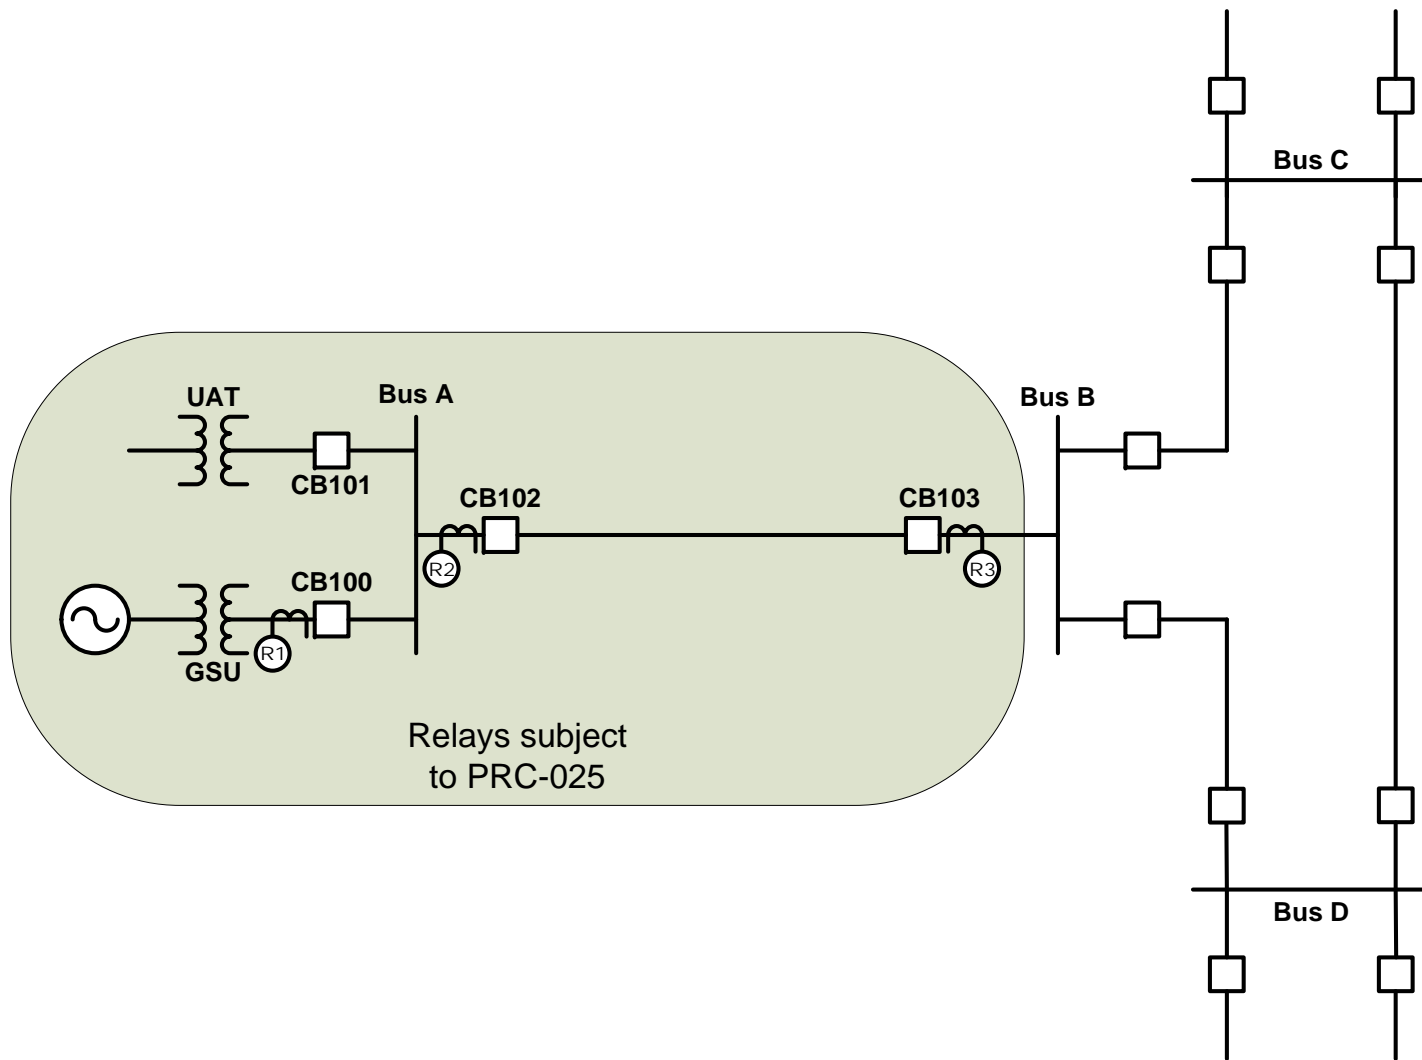 Bus C
UAT
Bus A
Bus B
CB101
CB102
CB103
R2
R3
CB100
R1
GSU
Relays subject
to PRC-025
Bus D